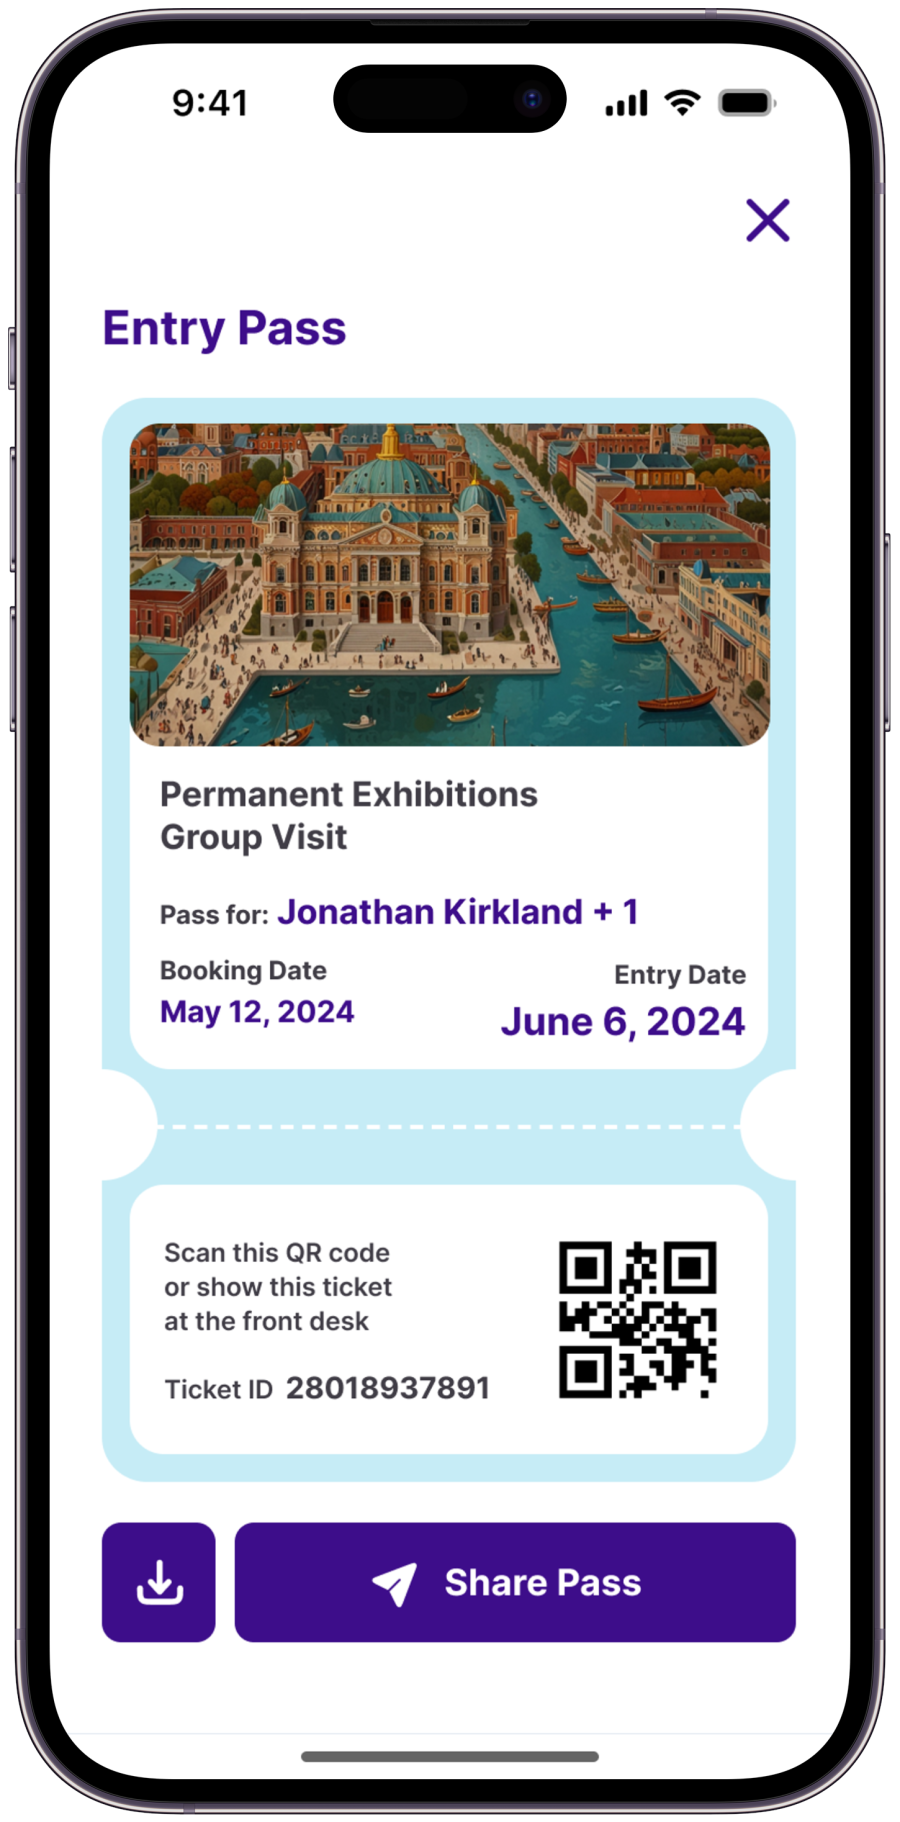 9:41
Entry Pass
Permanent Exhibitions
Group Visit
Pass for: Jonathan Kirkland + 1
Booking Date
May 12, 2024
Entry Date
June 6, 2024
Scan this QR code
or show this ticket
at the front desk
Ticket ID 28018937891
Share Pass